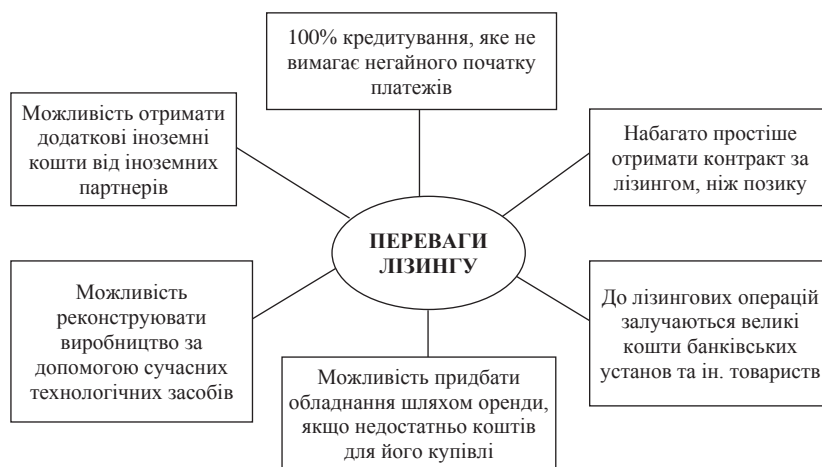 100% кредитування, яке не
вимагає негайного початку
платежів
Можливість отримати
додаткові іноземні
кошти від іноземних
партнерів
Набагато простіше
отримати контракт за
лізингом, ніж позику
ПЕРЕВАГИ
ЛІЗИНГУ
Можливість
реконструювати
виробництво за
допомогою сучасних
технологічних засобів
До лізингових операцій
залучаються великі
кошти банківських
установ та ін. товариств
Можливість придбати
обладнання шляхом оренди,
якщо недостатньо коштів
для його купівлі